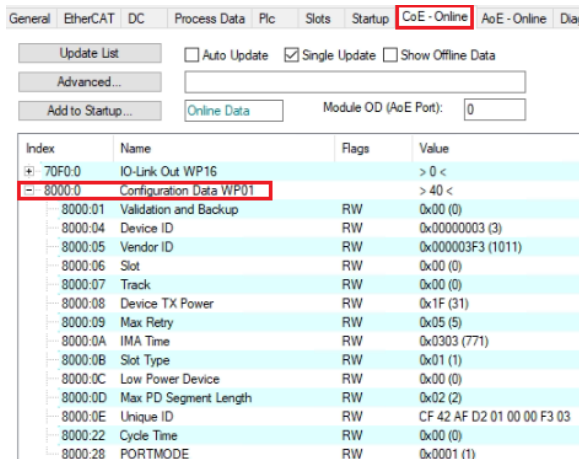 General EtherCAT DC Process Data Plc Slots Startup CoE - Online AoE - Online Diag
Update List Auto Update Single Update Show Offline Data
Advanced...
Add to Startup... Online Data Module OD (AoE Port): 0
Index Name Flags Value
70F0:0 IO-Link Out WP16 > 0 <
8000:0 Configuration Data WP01 > 40 <
8000:01 Validation and Backup RW 0x00 (0)
8000:04 Device ID RW 0x00000003 (3)
8000:05 Vendor ID RW 0x000003F3 (1011)
8000:06 Slot RW 0x00 (0)
8000:07 Track RW 0x00 (0)
8000:08 Device TX Power RW 0x1F (31)
8000:09 Max Retry RW 0x05 (5)
8000:0A IMA Time RW 0x0303 (771)
8000:0B Slot Type RW 0x01 (1)
8000:0C Low Power Device RW 0x00 (0)
8000:0D Max PD Segment Length RW 0x02 (2)
8000:0E Unique ID RW CF 42 AF D2 01 00 00 F3 03
8000:22 Cycle Time RW 0x00 (0)
8000:28 PORTMODE RW 0x0001 (1)